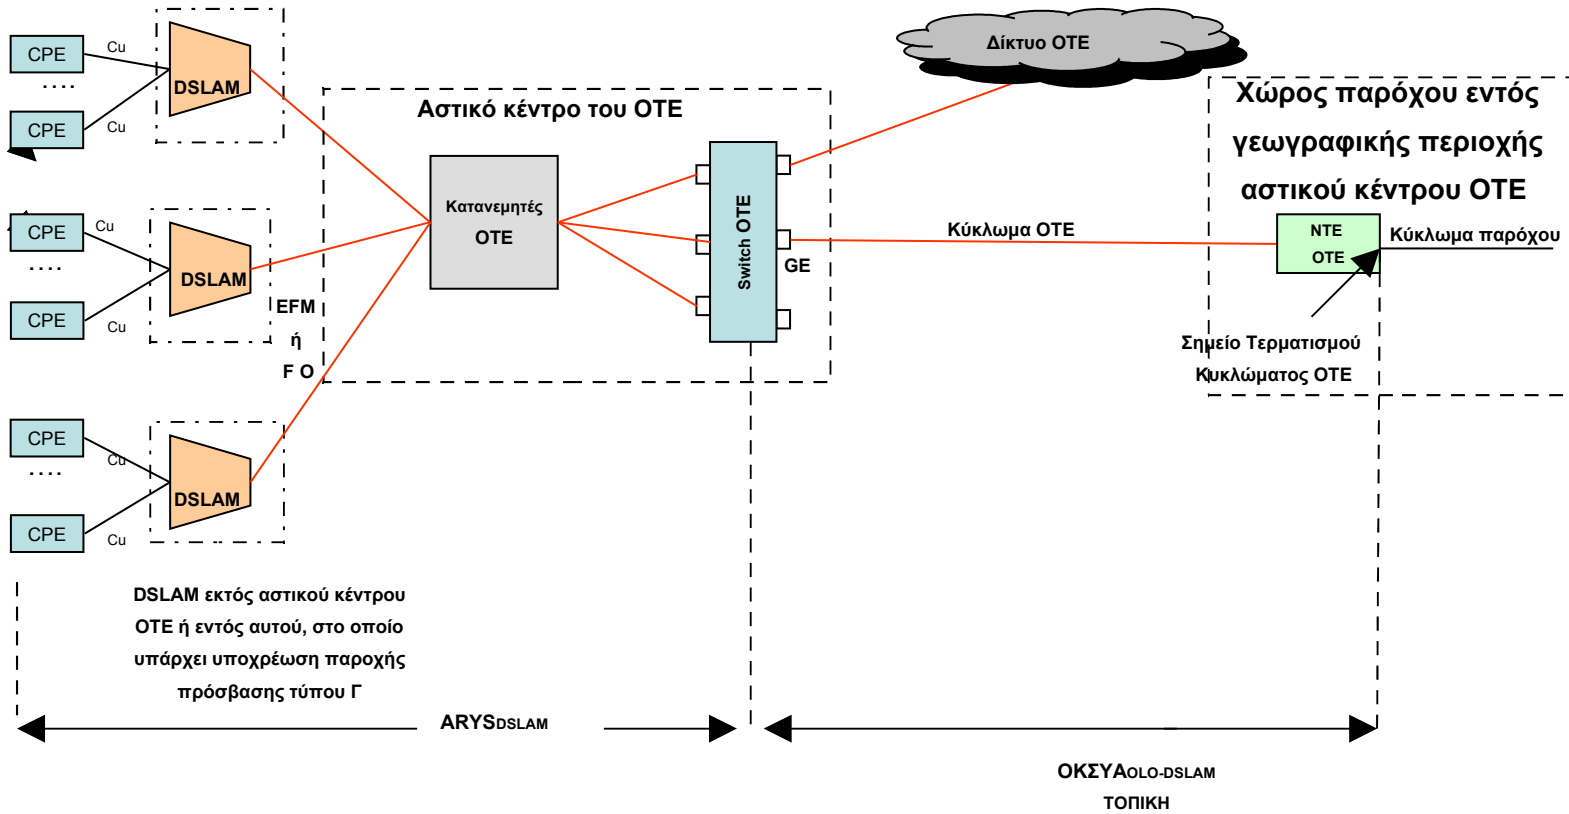 CPE
Cu
DSLAM
....
CPE
Cu
Δίκτυο ΟΤΕ
Αστικό κέντρο του ΟΤΕ
Χώρος παρόχου εντός
γεωγραφικής περιοχής
αστικού κέντρου ΟΤΕ
Κατανεμητές
ΟΤΕ
Switch ΟΤΕ
GE
Κύκλωμα ΟΤΕ
NTE
ΟΤΕ
Κύκλωμα παρόχου
Σημείο Τερματισμού
Κυκλώματος ΟΤΕ
CPE
Cu
....
DSLAM
CPE
Cu
EFM
ή
F O
CPE
Cu
....
DSLAM
CPE
Cu
DSLAM εκτός αστικού κέντρου
ΟΤΕ ή εντός αυτού, στο οποίο
υπάρχει υποχρέωση παροχής
πρόσβασης τύπου Γ
ARYSDSLAM
ΟΚΣΥΑOLO-DSLAM
ΤΟΠΙΚΗ